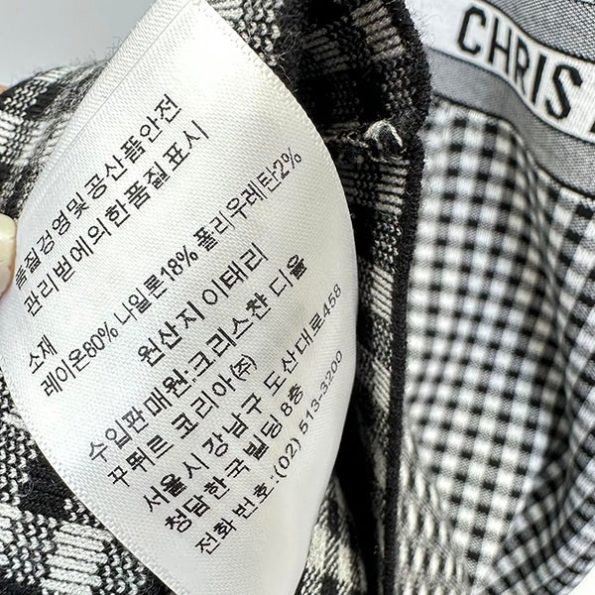 CHRIS
품질경영및공산품안전
관리법에의한품질표시
소재
레이온80% 나일론18% 폴리우레탄2%
원산지 이태리
수입판매원:크리스챤 디올
꾸뛰르 코리아(주)
서울시 강남구 도산대로458
청담한국빌딩 8층
전화 번호:(02) 513-3200